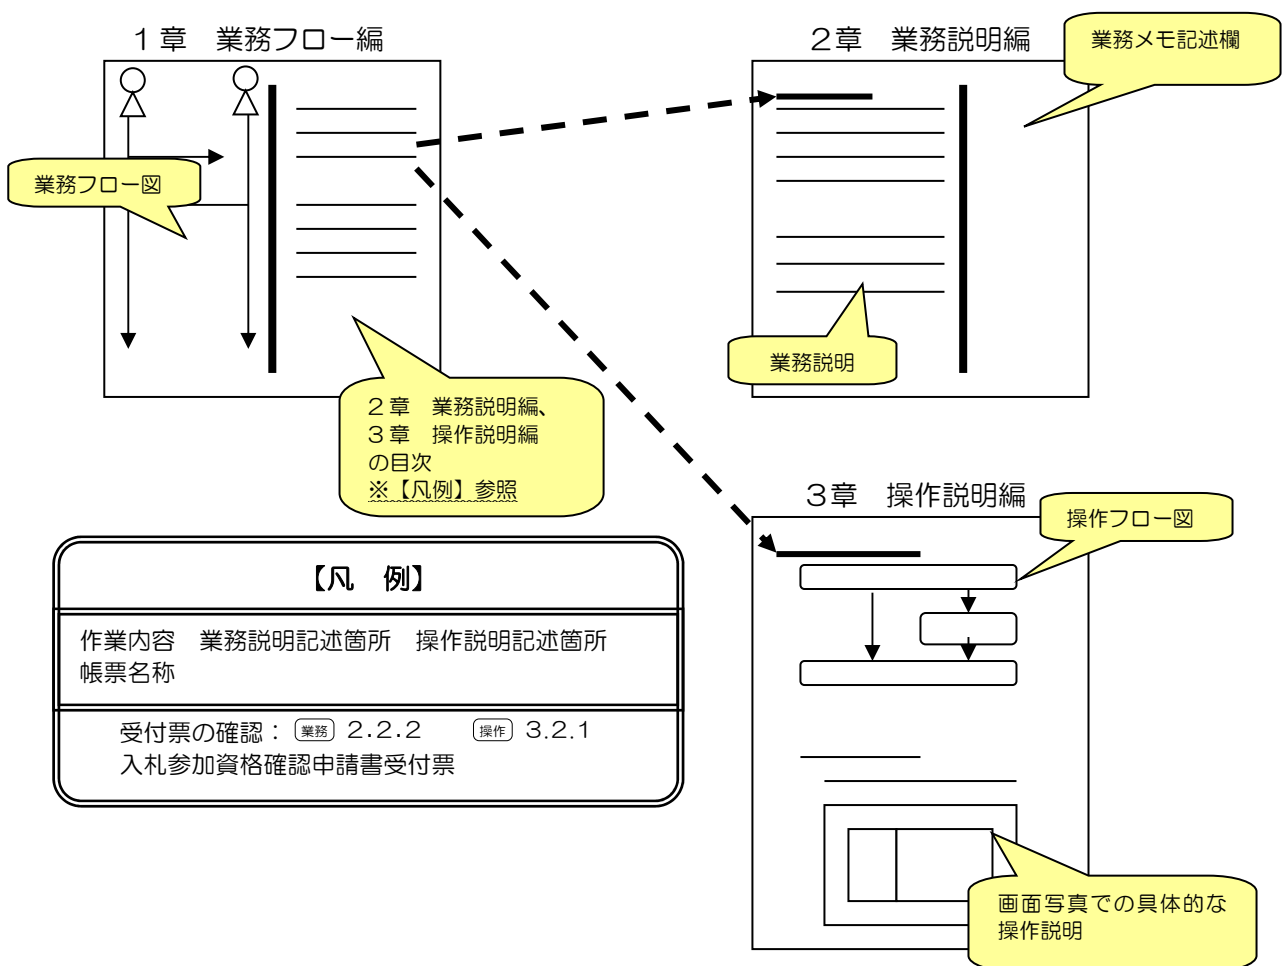 １章　業務フロー編
業務フロー図
２章　業務説明編、
３章　操作説明編
の目次
※【凡例】参照
２章　業務説明編
業務メモ記述欄
業務説明
３章　操作説明編
操作フロー図
画面写真での具体的な
操作説明
【凡　例】
作業内容　業務説明記述箇所　操作説明記述箇所
帳票名称
受付票の確認：業務 2.2.2　操作 3.2.1
入札参加資格確認申請書受付票